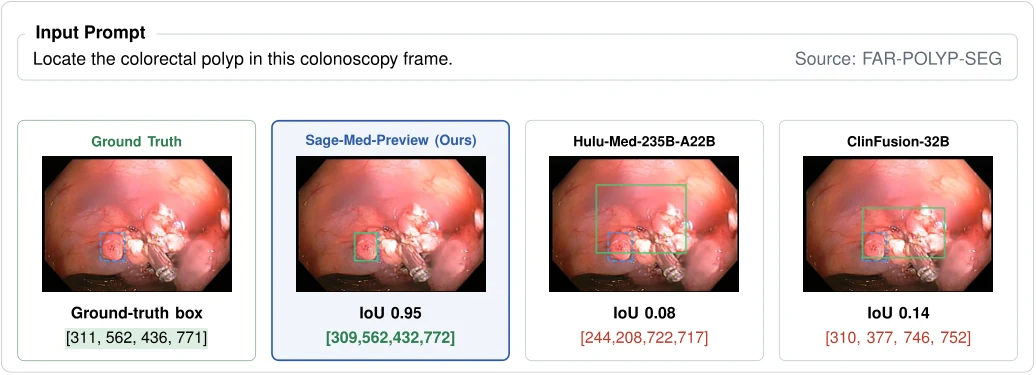 Input Prompt
Locate the colorectal polyp in this colonoscopy frame.
Source: FAR-POLYP-SEG
Ground Truth
Ground-truth box
[311, 562, 436, 771]
Sage-Med-Preview (Ours)
IoU 0.95
[309,562,432,772]
Hulu-Med-235B-A22B
IoU 0.08
[244,208,722,717]
ClinFusion-32B
IoU 0.14
[310, 377, 746, 752]